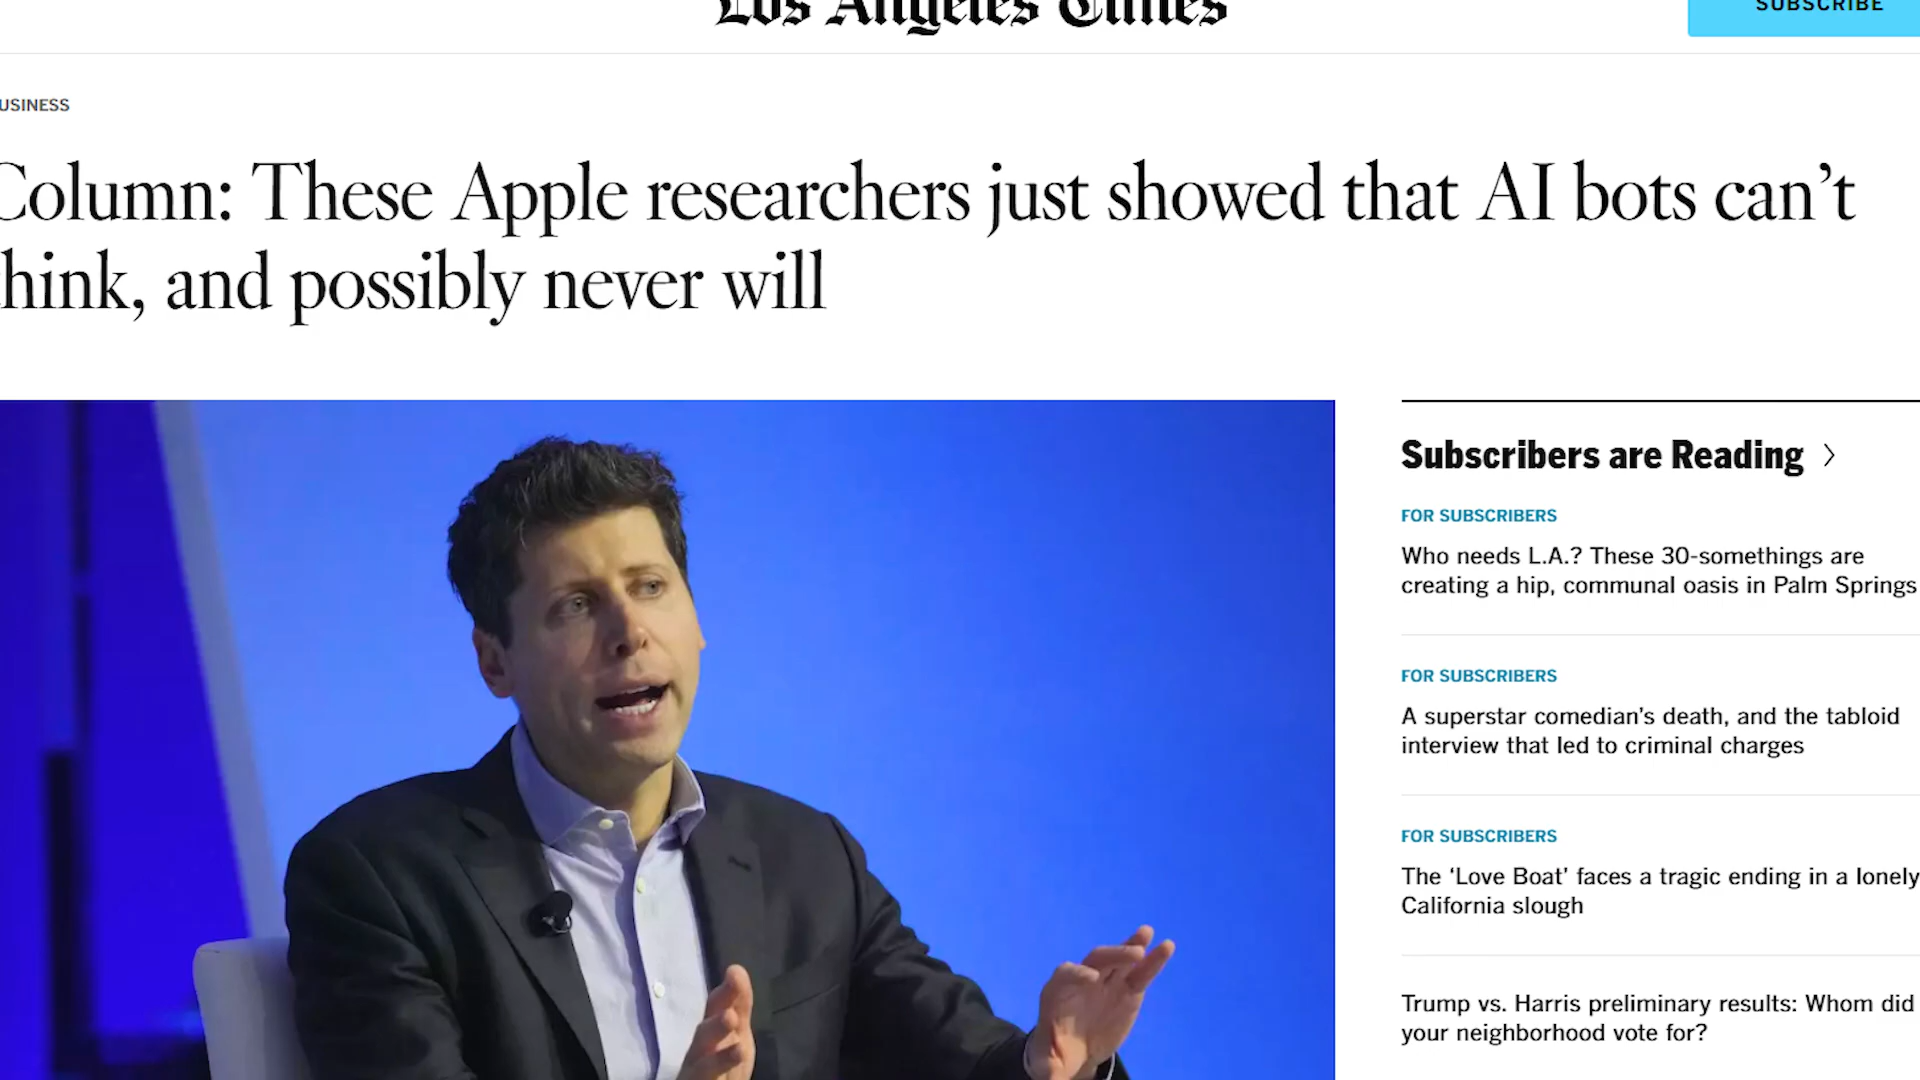 Los Angeles Times
SUBSCRIBE
USINESS
Column: These Apple researchers just showed that AI bots can’t
hink, and possibly never will
Subscribers are Reading
FOR SUBSCRIBERS
Who needs L.A.? These 30-somethings are
creating a hip, communal oasis in Palm Springs
FOR SUBSCRIBERS
A superstar comedian’s death, and the tabloid
interview that led to criminal charges
FOR SUBSCRIBERS
The ‘Love Boat’ faces a tragic ending in a lonely
California slough
Trump vs. Harris preliminary results: Whom did
your neighborhood vote for?